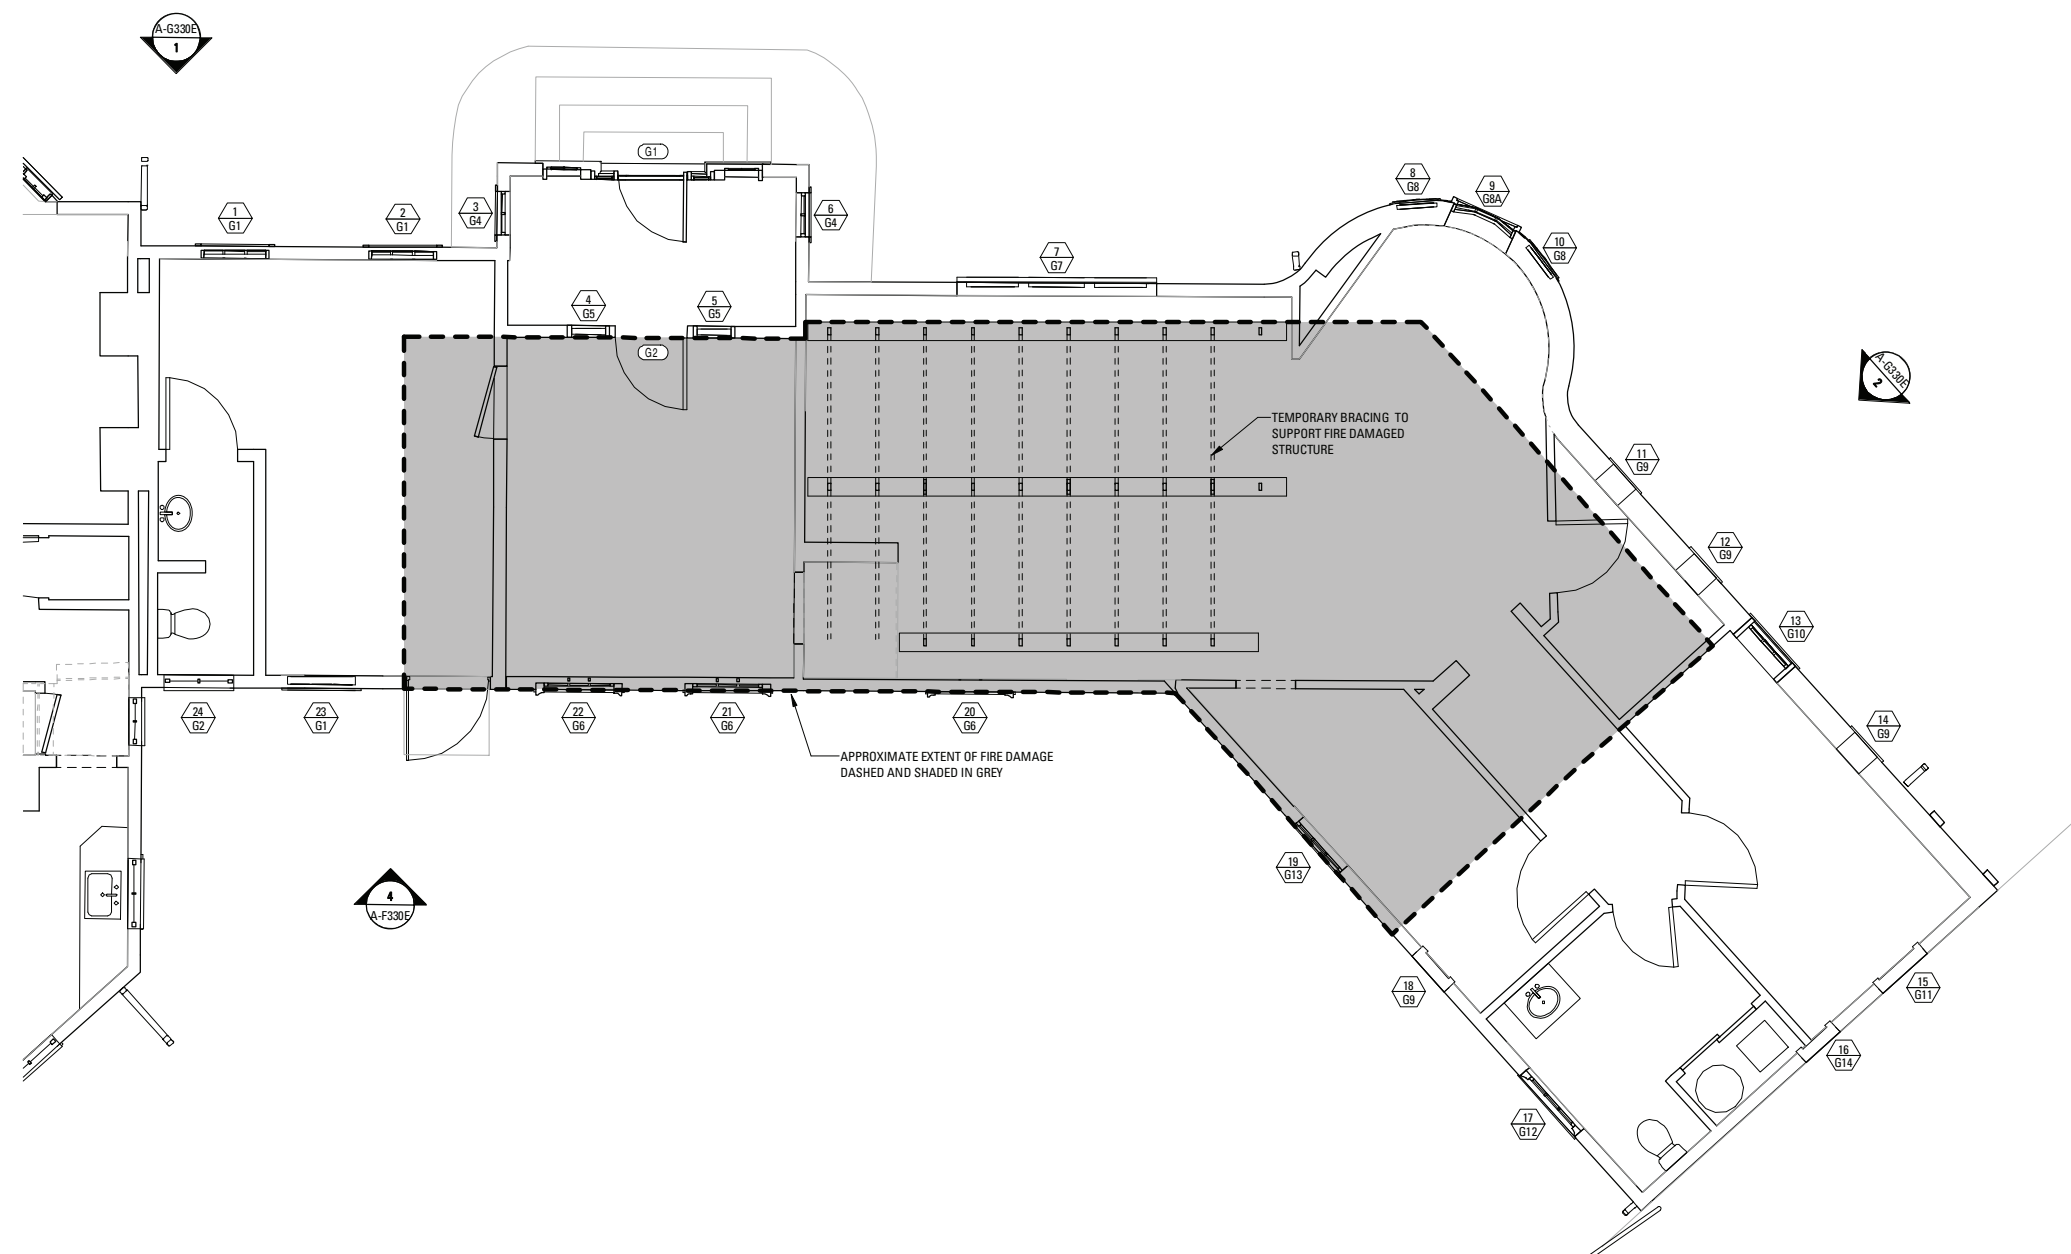 A-G330E
1
G1
1
G1
2
G1
3
G4
6
G4
8
G8
9
G8A
10
G8
7
G7
4
G5
5
G5
G2
A-G330E
2
TEMPORARY BRACING TO
SUPPORT FIRE DAMAGED
STRUCTURE
11
G9
12
G9
13
G10
24
G2
23
G1
22
G6
21
G6
20
G6
14
G9
APPROXIMATE EXTENT OF FIRE DAMAGE
DASHED AND SHADED IN GREY
19
G13
4
A-F330E
18
G9
15
G11
16
G14
17
G12